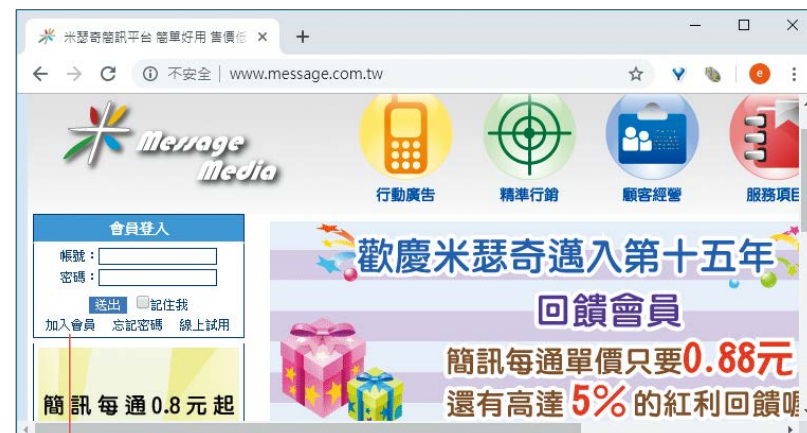 米瑟奇簡訊平台 簡單好用 售價低
不安全 | www.message.com.tw
Message
Media
行動廣告
精準行銷
顧客經營
服務項目
會員登入
帳號：
密碼：
送出 記住我
加入會員 忘記密碼 線上試用
簡訊每通0.8元起
歡慶米瑟奇邁入第十五年
回饋會員
簡訊每通單價只要0.88元
還有高達5%的紅利回饋喔